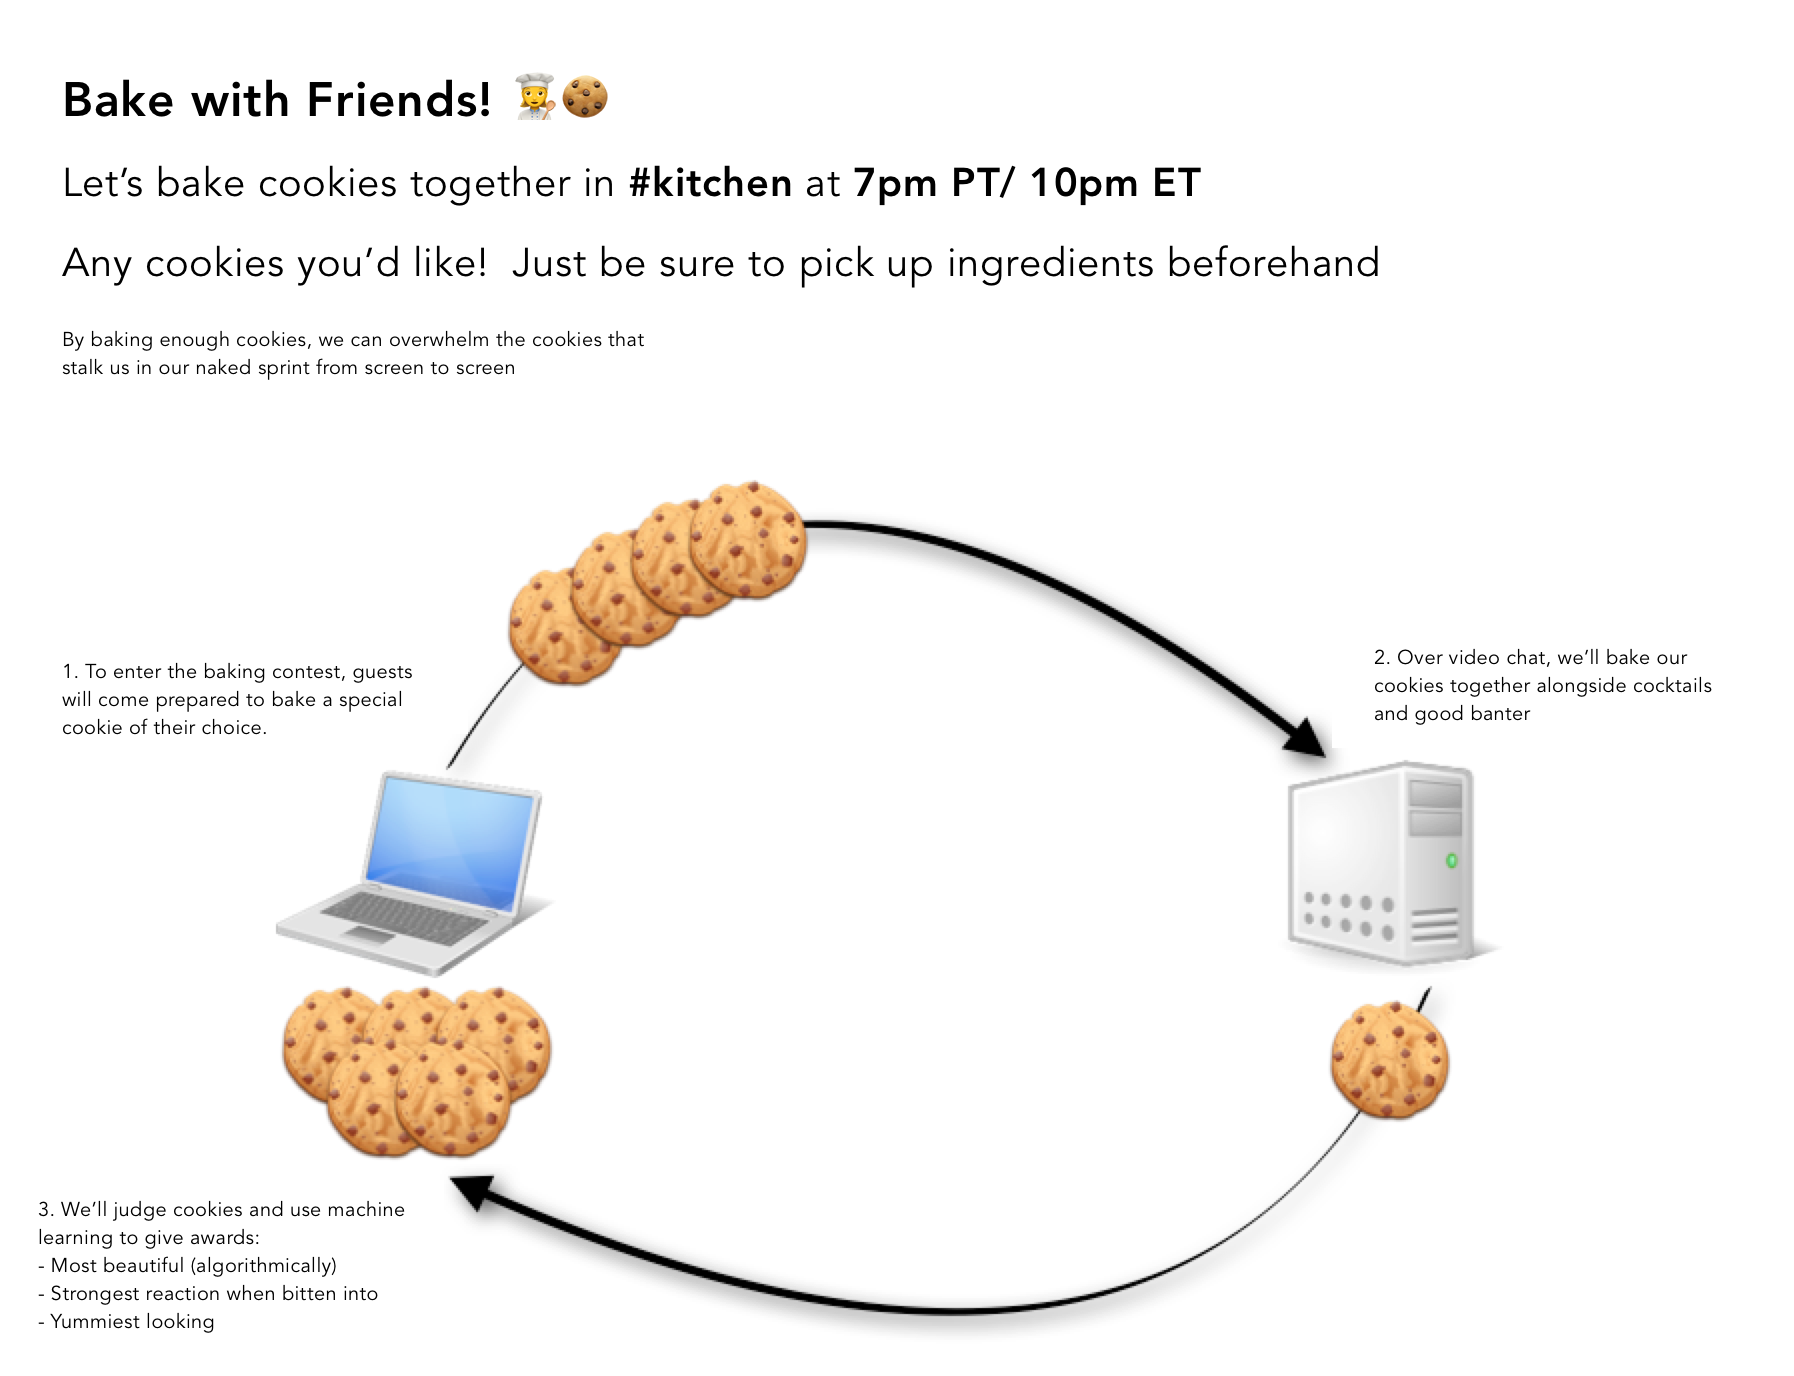 Bake with Friends! 👩‍🍳🍪
Let’s bake cookies together in #kitchen at 7pm PT/ 10pm ET
Any cookies you’d like!  Just be sure to pick up ingredients beforehand
By baking enough cookies, we can overwhelm the cookies that
stalk us in our naked sprint from screen to screen
1. To enter the baking contest, guests
will come prepared to bake a special
cookie of their choice.
2. Over video chat, we’ll bake our
cookies together alongside cocktails
and good banter
3. We’ll judge cookies and use machine
learning to give awards:
- Most beautiful (algorithmically)
- Strongest reaction when bitten into
- Yummiest looking